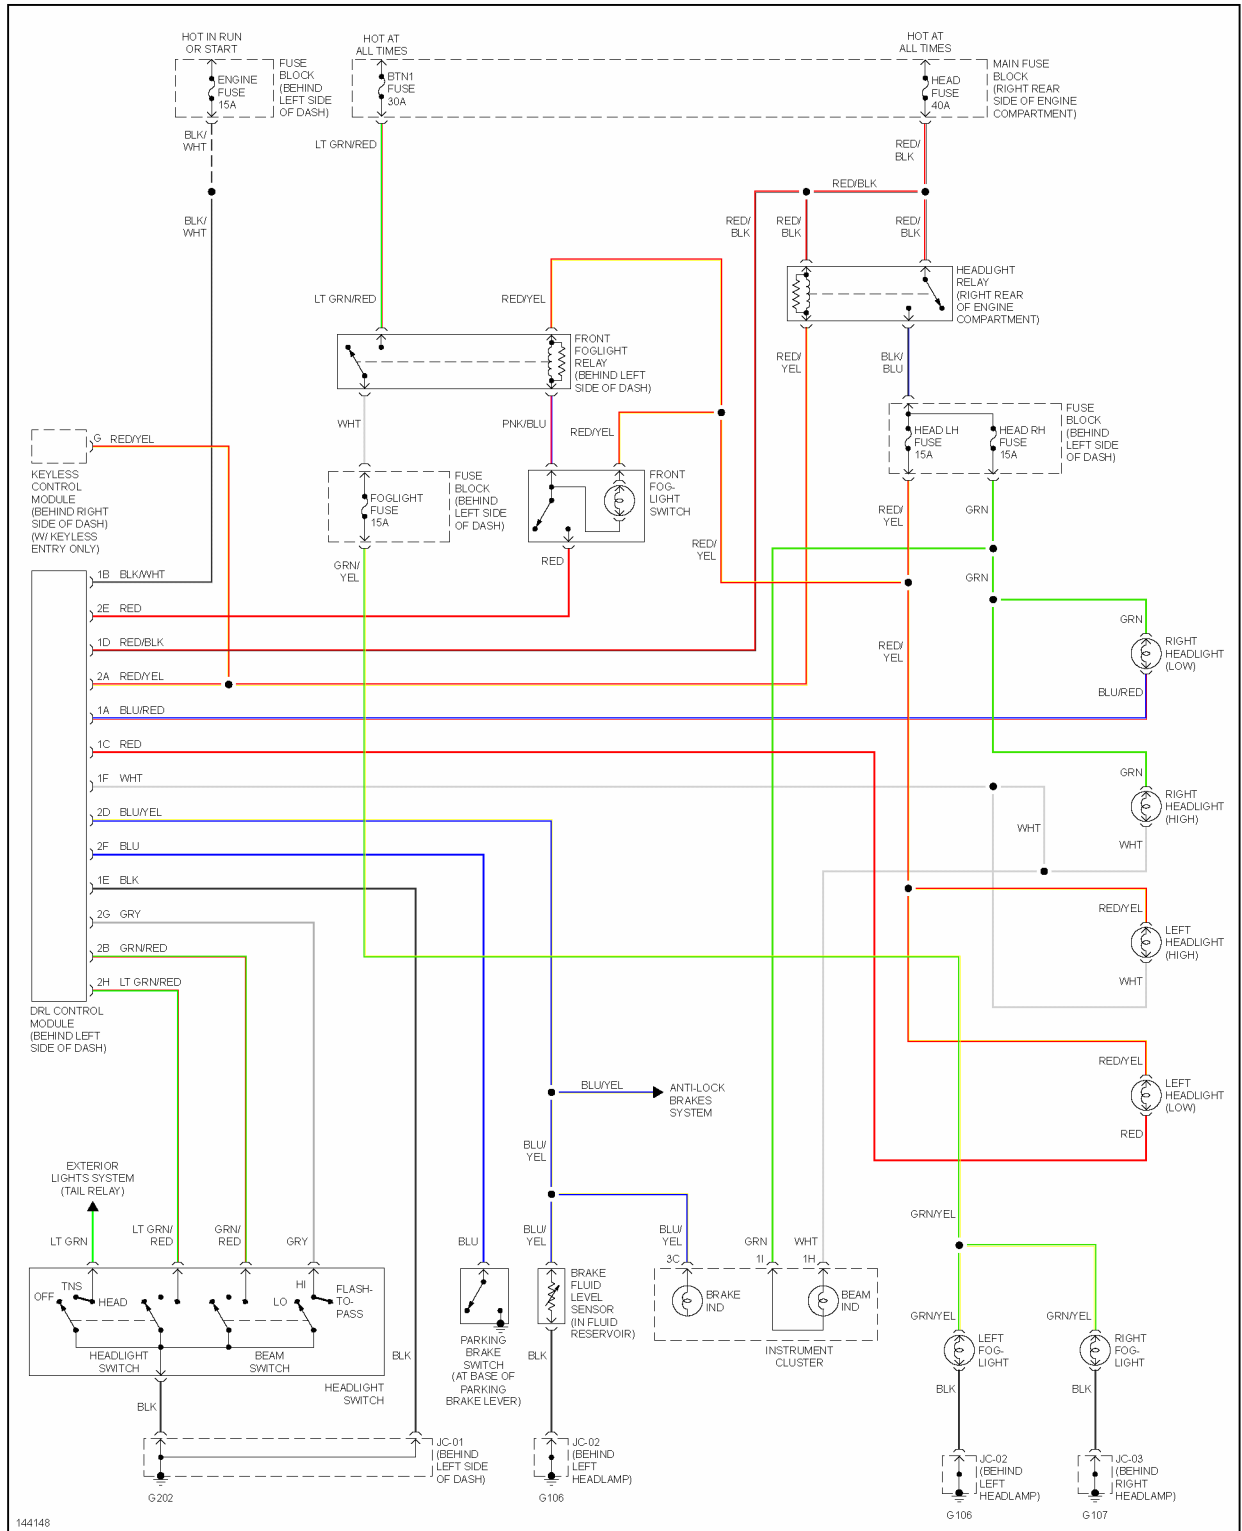 HOT IN RUN
OR START
HOT AT
ALL TIMES
HOT AT
ALL TIMES
ENGINE
FUSE
15A
FUSE
BLOCK
(BEHIND
LEFT SIDE
OF DASH)
BTN1
FUSE
30A
HEAD
FUSE
40A
MAIN FUSE
BLOCK
(RIGHT REAR
SIDE OF ENGINE
COMPARTMENT)
BLK/
WHT
LT GRN/RED
RED/
BLK
RED/BLK
BLK/
WHT
RED/
BLK
RED/
BLK
RED/
BLK
LT GRN/RED
RED/YEL
HEADLIGHT
RELAY
(RIGHT REAR
OF ENGINE
COMPARTMENT)
FRONT
FOGLIGHT
RELAY
(BEHIND LEFT
SIDE OF DASH)
RED/
YEL
BLK/
BLU
WHT
PNK/BLU
RED/YEL
HEAD LH
FUSE
15A
HEAD RH
FUSE
15A
FUSE
BLOCK
(BEHIND
LEFT SIDE
OF DASH)
G RED/YEL
KEYLESS
CONTROL
MODULE
(BEHIND RIGHT
SIDE OF DASH)
(W/ KEYLESS
ENTRY ONLY)
FOGLIGHT
FUSE
15A
FUSE
BLOCK
(BEHIND
LEFT SIDE
OF DASH)
FRONT
FOG-
LIGHT
SWITCH
RED/
YEL
GRN
GRN/
YEL
RED
RED/
YEL
GRN
1B BLK/WHT
2E RED
1D RED/BLK
2A RED/YEL
1A BLU/RED
1C RED
1F WHT
2D BLU/YEL
2F BLU
1E BLK
2G GRY
2B GRN/RED
2H LT GRN/RED
DRL CONTROL
MODULE
(BEHIND LEFT
SIDE OF DASH)
RED/
YEL
GRN
RIGHT
HEADLIGHT
(LOW)
BLU/RED
GRN
RIGHT
HEADLIGHT
(HIGH)
WHT
WHT
RED/YEL
LEFT
HEADLIGHT
(HIGH)
WHT
RED/YEL
LEFT
HEADLIGHT
(LOW)
RED
BLU/YEL
ANTI-LOCK
BRAKES
SYSTEM
BLU/
YEL
EXTERIOR
LIGHTS SYSTEM
(TAIL RELAY)
LT GRN
LT GRN/
RED
GRN/
RED
GRY
BLU
BLU/
YEL
BLU/
YEL
3C
GRN
1I
WHT
1H
GRN/YEL
OFF
TNS
HEAD
HI
LO
FLASH-
TO-
PASS
HEADLIGHT
SWITCH
BEAM
SWITCH
HEADLIGHT
SWITCH
BLK
PARKING
BRAKE
SWITCH
(AT BASE OF
PARKING
BRAKE LEVER)
BRAKE
FLUID
LEVEL
SENSOR
(IN FLUID
RESERVOIR)
BLK
BRAKE
IND
BEAM
IND
INSTRUMENT
CLUSTER
GRN/YEL
GRN/YEL
LEFT
FOG-
LIGHT
RIGHT
FOG-
LIGHT
BLK
BLK
BLK
JC-01
(BEHIND
LEFT SIDE
OF DASH)
G202
JC-02
(BEHIND
LEFT
HEADLAMP)
G106
JC-02
(BEHIND
LEFT
HEADLAMP)
G106
JC-03
(BEHIND
RIGHT
HEADLAMP)
G107
144148